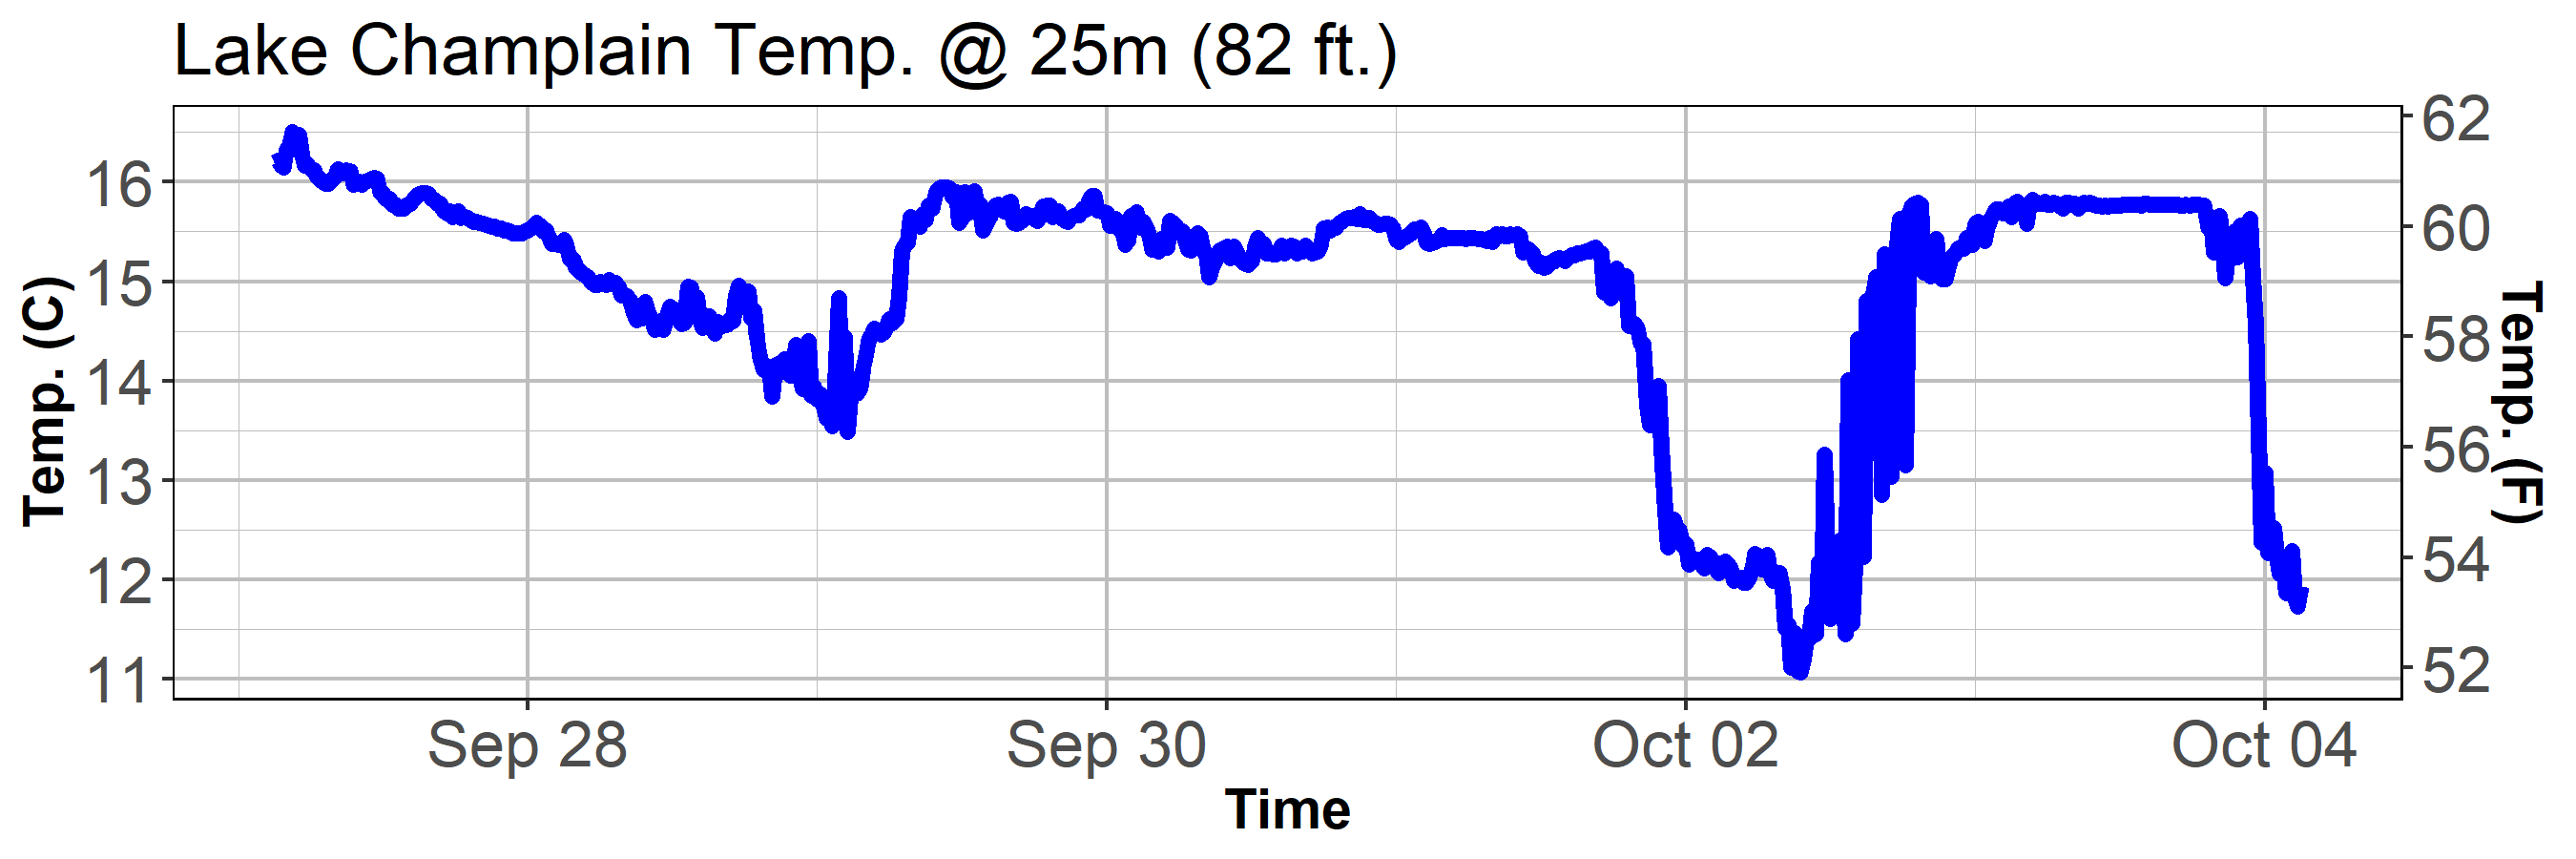 Lake Champlain Temp. @ 25m (82 ft.)
Temp. (C)
16
15
14
13
12
11
62
60
58
56
54
52
Temp. (F)
Sep 28
Sep 30
Oct 02
Oct 04
Time